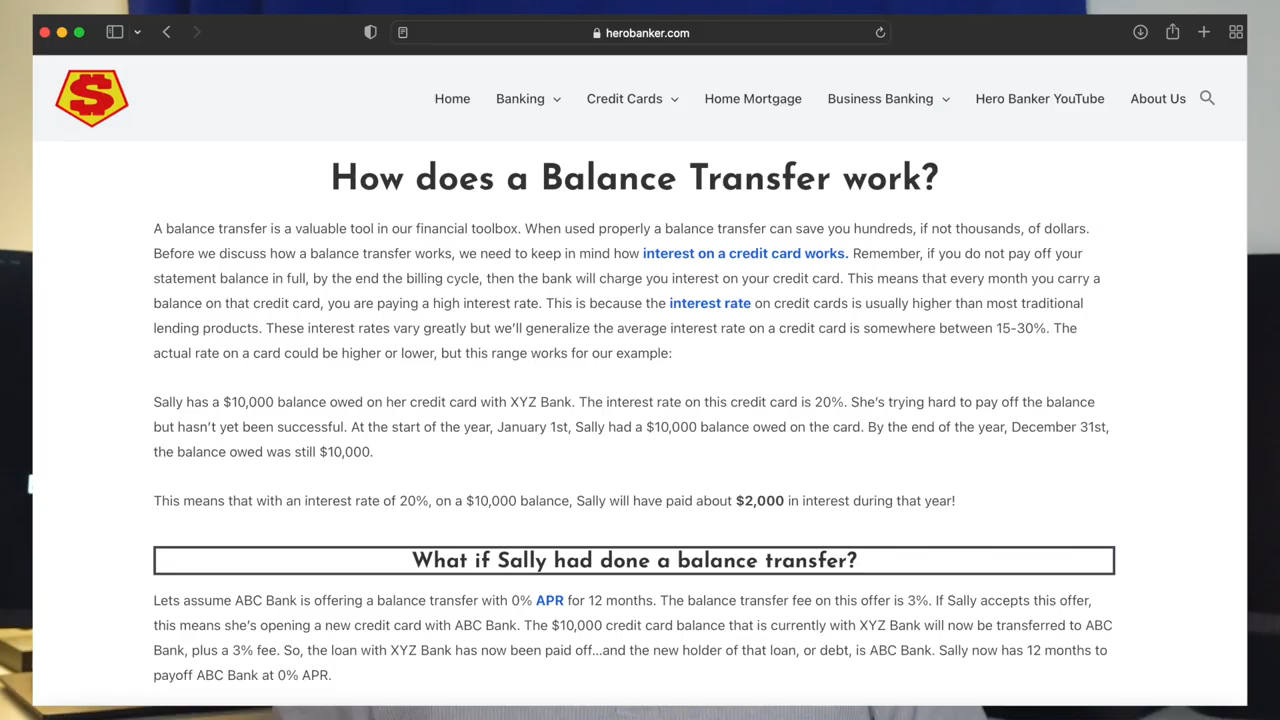 herobanker.com
Home Banking Credit Cards Home Mortgage Business Banking Hero Banker YouTube About Us
How does a Balance Transfer work?
A balance transfer is a valuable tool in our financial toolbox. When used properly a balance transfer can save you hundreds, if not thousands, of dollars.
Before we discuss how a balance transfer works, we need to keep in mind how interest on a credit card works. Remember, if you do not pay off your
statement balance in full, by the end the billing cycle, then the bank will charge you interest on your credit card. This means that every month you carry a
balance on that credit card, you are paying a high interest rate. This is because the interest rate on credit cards is usually higher than most traditional
lending products. These interest rates vary greatly but we’ll generalize the average interest rate on a credit card is somewhere between 15-30%. The
actual rate on a card could be higher or lower, but this range works for our example:
Sally has a $10,000 balance owed on her credit card with XYZ Bank. The interest rate on this credit card is 20%. She’s trying hard to pay off the balance
but hasn’t yet been successful. At the start of the year, January 1st, Sally had a $10,000 balance owed on the card. By the end of the year, December 31st,
the balance owed was still $10,000.
This means that with an interest rate of 20%, on a $10,000 balance, Sally will have paid about $2,000 in interest during that year!
What if Sally had done a balance transfer?
Lets assume ABC Bank is offering a balance transfer with 0% APR for 12 months. The balance transfer fee on this offer is 3%. If Sally accepts this offer,
this means she’s opening a new credit card with ABC Bank. The $10,000 credit card balance that is currently with XYZ Bank will now be transferred to ABC
Bank, plus a 3% fee. So, the loan with XYZ Bank has now been paid off...and the new holder of that loan, or debt, is ABC Bank. Sally now has 12 months to
payoff ABC Bank at 0% APR.